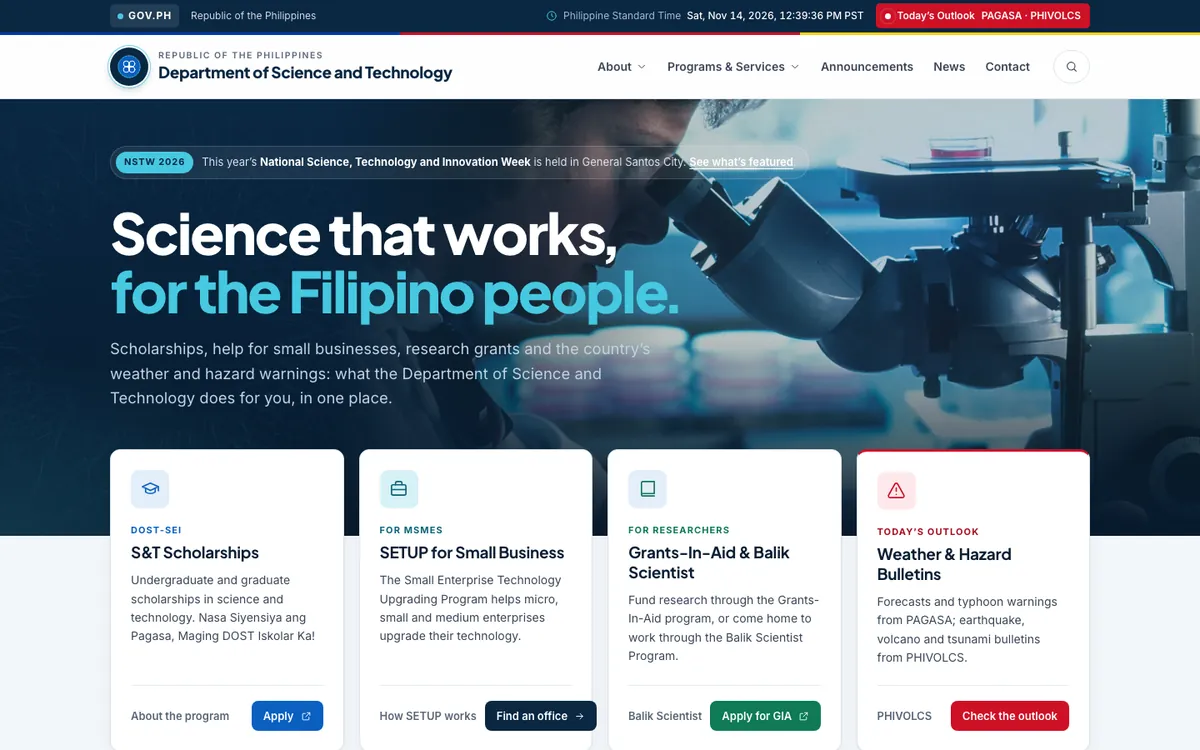 GOV.PH Republic of the Philippines Philippine Standard Time Sat, Nov 14, 2026, 12:39:36 PM PST Today's Outlook PAGASA · PHIVOLCS
REPUBLIC OF THE PHILIPPINES
Department of Science and Technology
About Programs & Services Announcements News Contact
NSTW 2026 This year's National Science, Technology and Innovation Week is held in General Santos City. See what's featured
Science that works,
for the Filipino people.
Scholarships, help for small businesses, research grants and the country's
weather and hazard warnings: what the Department of Science and
Technology does for you, in one place.
DOST-SEI
S&T Scholarships
Undergraduate and graduate
scholarships in science and
technology. Nasa Siyensiya ang
Pagasa, Maging DOST Iskolar Ka!
About the program Apply
FOR MSMES
SETUP for Small Business
The Small Enterprise Technology
Upgrading Program helps micro,
small and medium enterprises
upgrade their technology.
How SETUP works Find an office →
FOR RESEARCHERS
Grants-In-Aid & Balik
Scientist
Fund research through the Grants-
In-Aid program, or come home to
work through the Balik Scientist
Program.
Balik Scientist Apply for GIA
TODAY'S OUTLOOK
Weather & Hazard
Bulletins
Forecasts and typhoon warnings
from PAGASA; earthquake,
volcano and tsunami bulletins
from PHIVOLCS.
PHIVOLCS Check the outlook